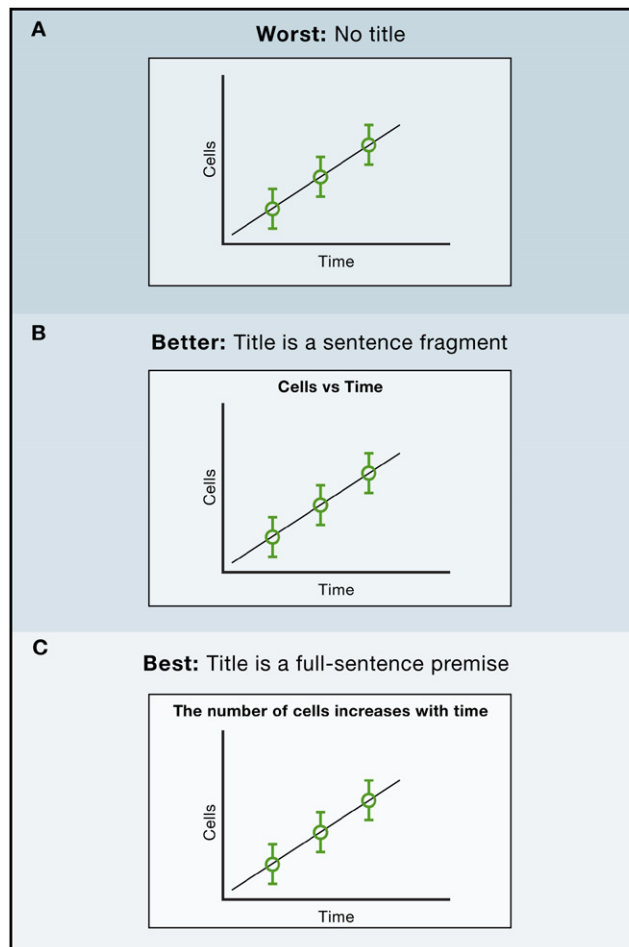 A
Worst: No title
Cells
Time
B
Better: Title is a sentence fragment
Cells vs Time
Cells
Time
C
Best: Title is a full-sentence premise
The number of cells increases with time
Cells
Time